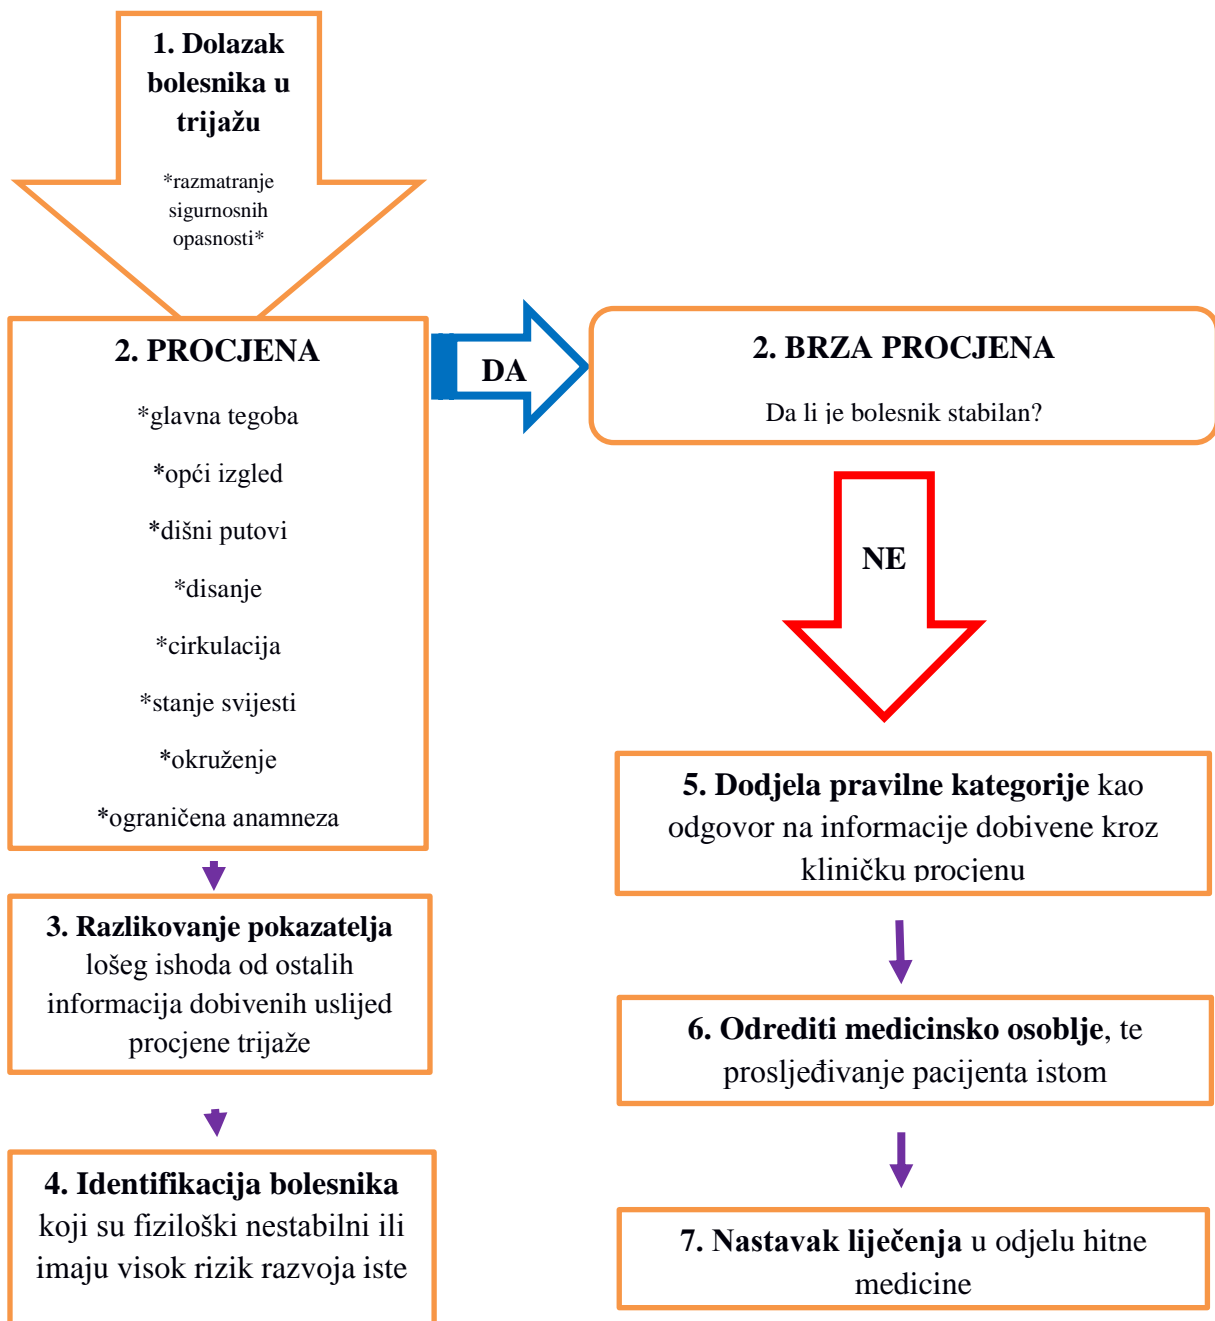 1. Dolazak
bolesnika u
trijažu
*razmatranje
sigurnosnih
opasnosti*
2. PROCJENA
*glavna tegoba
*opći izgled
*dišni putovi
*disanje
*cirkulacija
*stanje svijesti
*okruženje
*ograničena anamneza
DA
2. BRZA PROCJENA
Da li je bolesnik stabilan?
NE
3. Razlikovanje pokazatelja
lošeg ishoda od ostalih
informacija dobivenih uslijed
procjene trijaže
4. Identifikacija bolesnika
koji su fiziloški nestabilni ili
imaju visok rizik razvoja iste
5. Dodjela pravilne kategorije kao
odgovor na informacije dobivene kroz
kliničku procjenu
6. Odrediti medicinsko osoblje, te
prosljeđivanje pacijenta istom
7. Nastavak liječenja u odjelu hitne
medicine